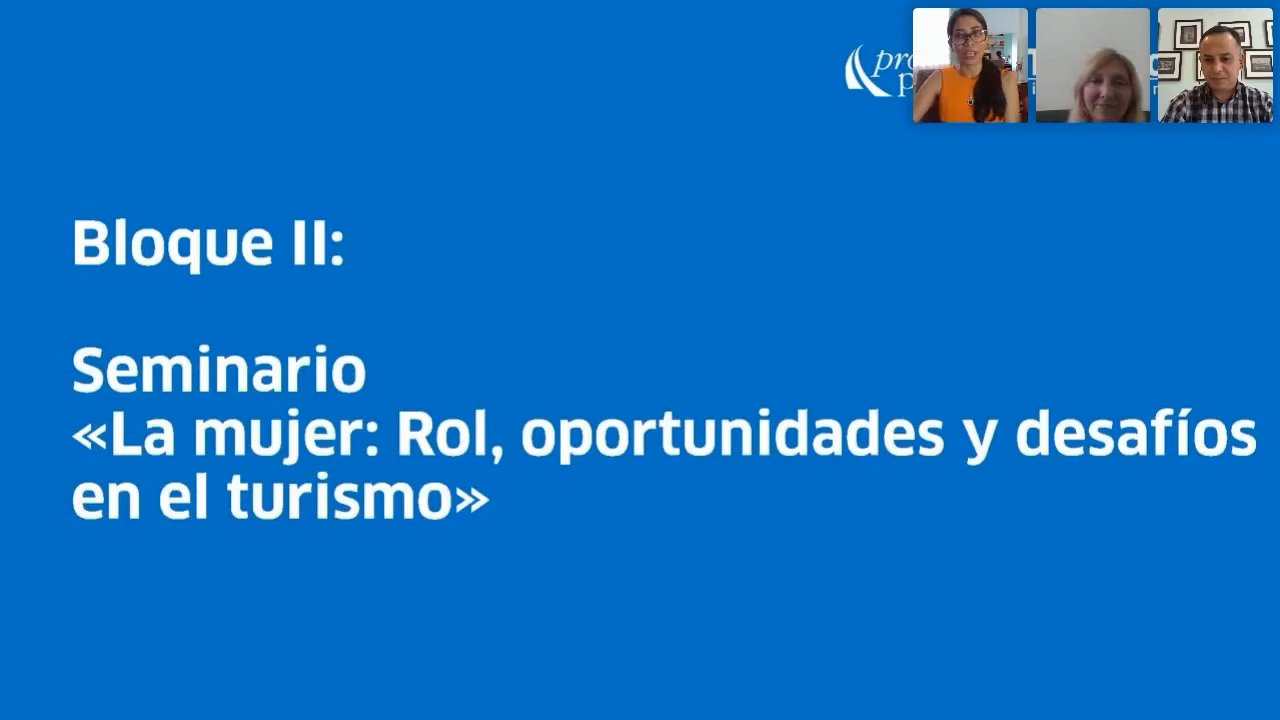 Bloque II:
Seminario
«La mujer: Rol, oportunidades y desafíos
en el turismo»